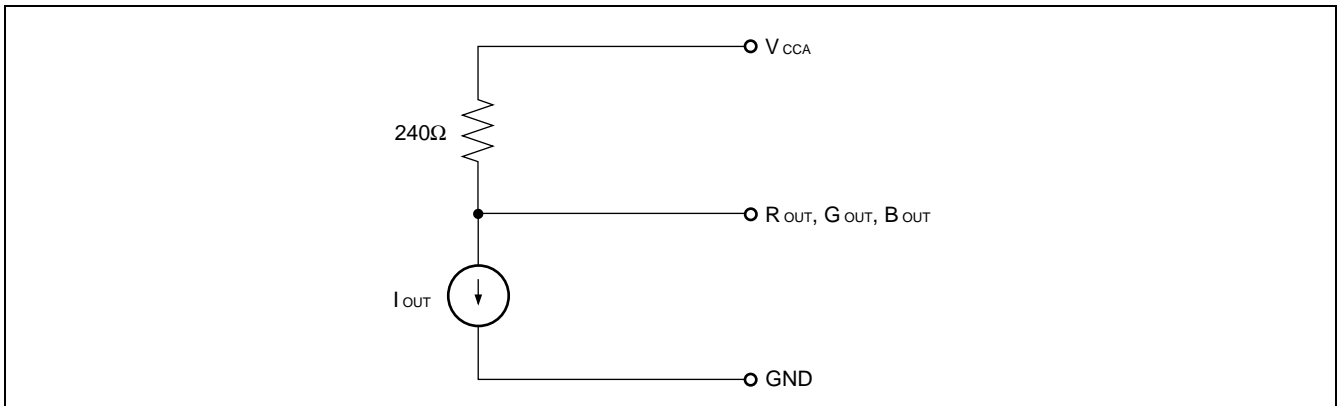 V CCA
240Ω
R OUT, G OUT, B OUT
I OUT
GND